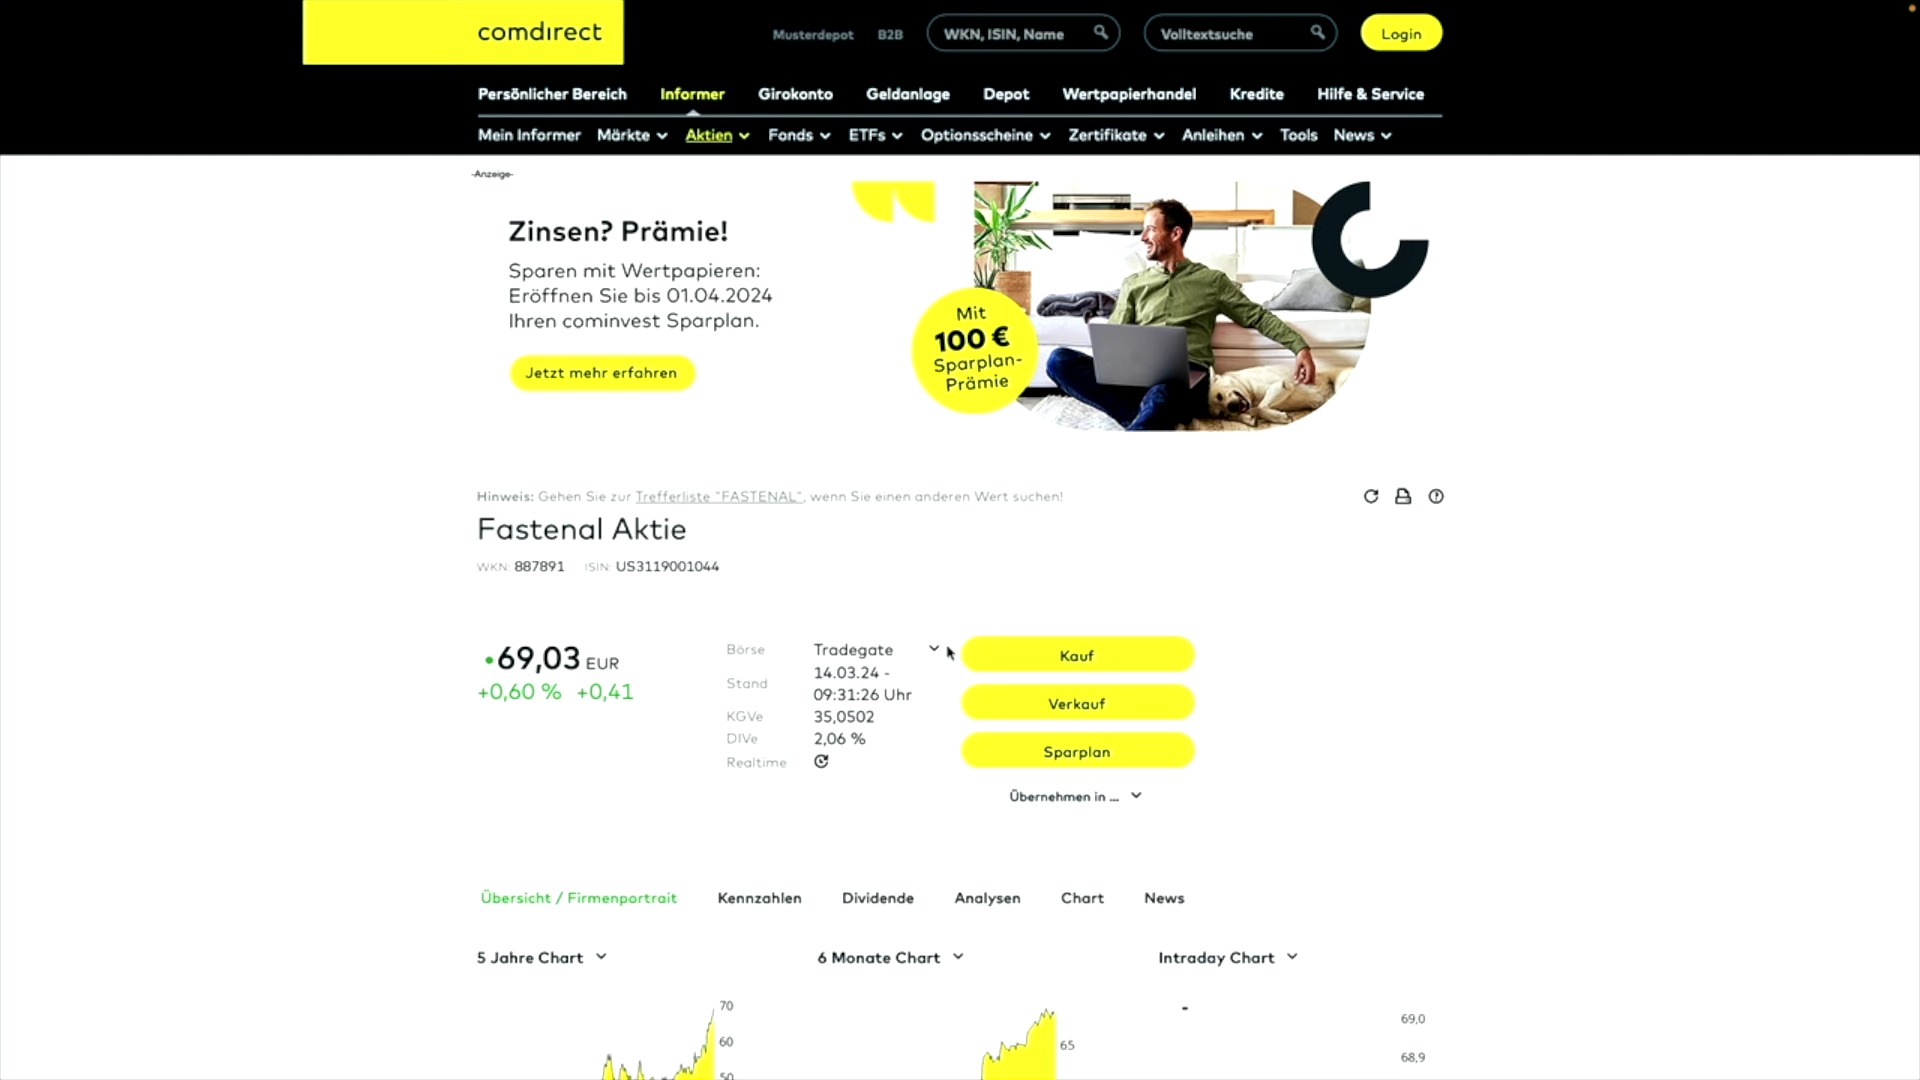 comdirect
Musterdepot B2B WKN, ISIN, Name Volltextsuche Login
Persönlicher Bereich Informer Girokonto Geldanlage Depot Wertpapierhandel Kredite Hilfe & Service
Mein Informer Märkte Aktien Fonds ETFs Optionsscheine Zertifikate Anleihen Tools News
-Anzeige-
Zinsen? Prämie!
Sparen mit Wertpapieren:
Eröffnen Sie bis 01.04.2024
Ihren cominvest Sparplan.
Jetzt mehr erfahren
Mit
100 €
Sparplan-
Prämie
Hinweis: Gehen Sie zur Trefferliste "FASTENAL", wenn Sie einen anderen Wert suchen!
Fastenal Aktie
WKN: 887891 ISIN: US3119001044
69,03 EUR
+0,60 % +0,41
Börse Tradegate
Stand 14.03.24 -
09:31:26 Uhr
KGVe 35,0502
DIVe 2,06 %
Realtime
Kauf
Verkauf
Sparplan
Übernehmen in ...
Übersicht / Firmenportrait Kennzahlen Dividende Analysen Chart News
5 Jahre Chart 6 Monate Chart Intraday Chart
70
60
50
65
-
69,0
68,9